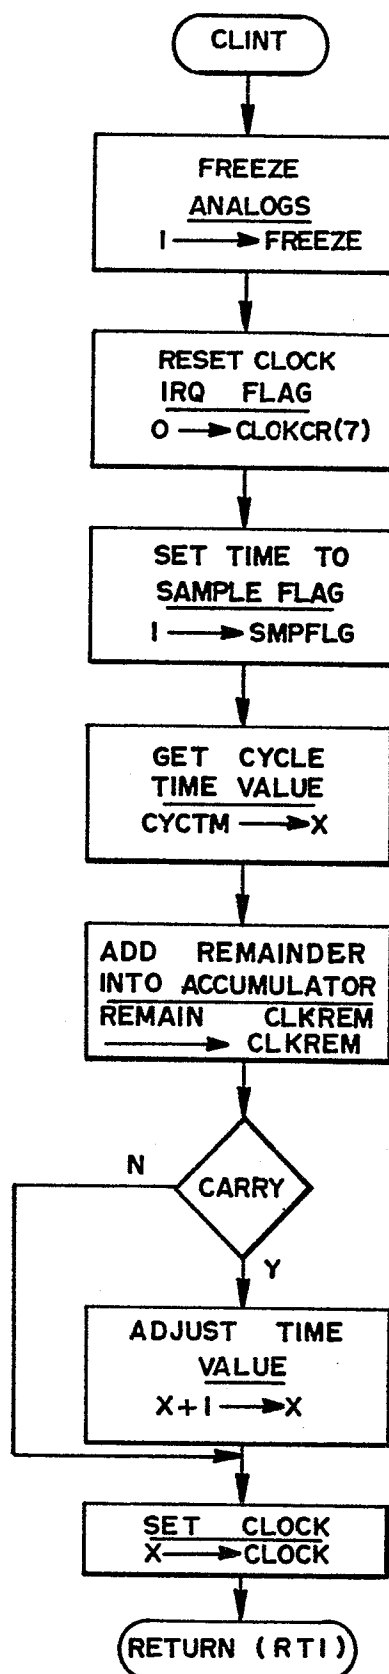 CLINT
FREEZE
ANALOGS
1 → FREEZE
RESET CLOCK
IRQ FLAG
0 → CLOKCR(7)
SET TIME TO
SAMPLE FLAG
1 → SMPFLG
GET CYCLE
TIME VALUE
CYCTM → X
ADD REMAINDER
INTO ACCUMULATOR
REMAIN CLKREM
→ CLKREM
CARRY
N
Y
ADJUST TIME
VALUE
X+1 → X
SET CLOCK
X → CLOCK
RETURN (RTI)